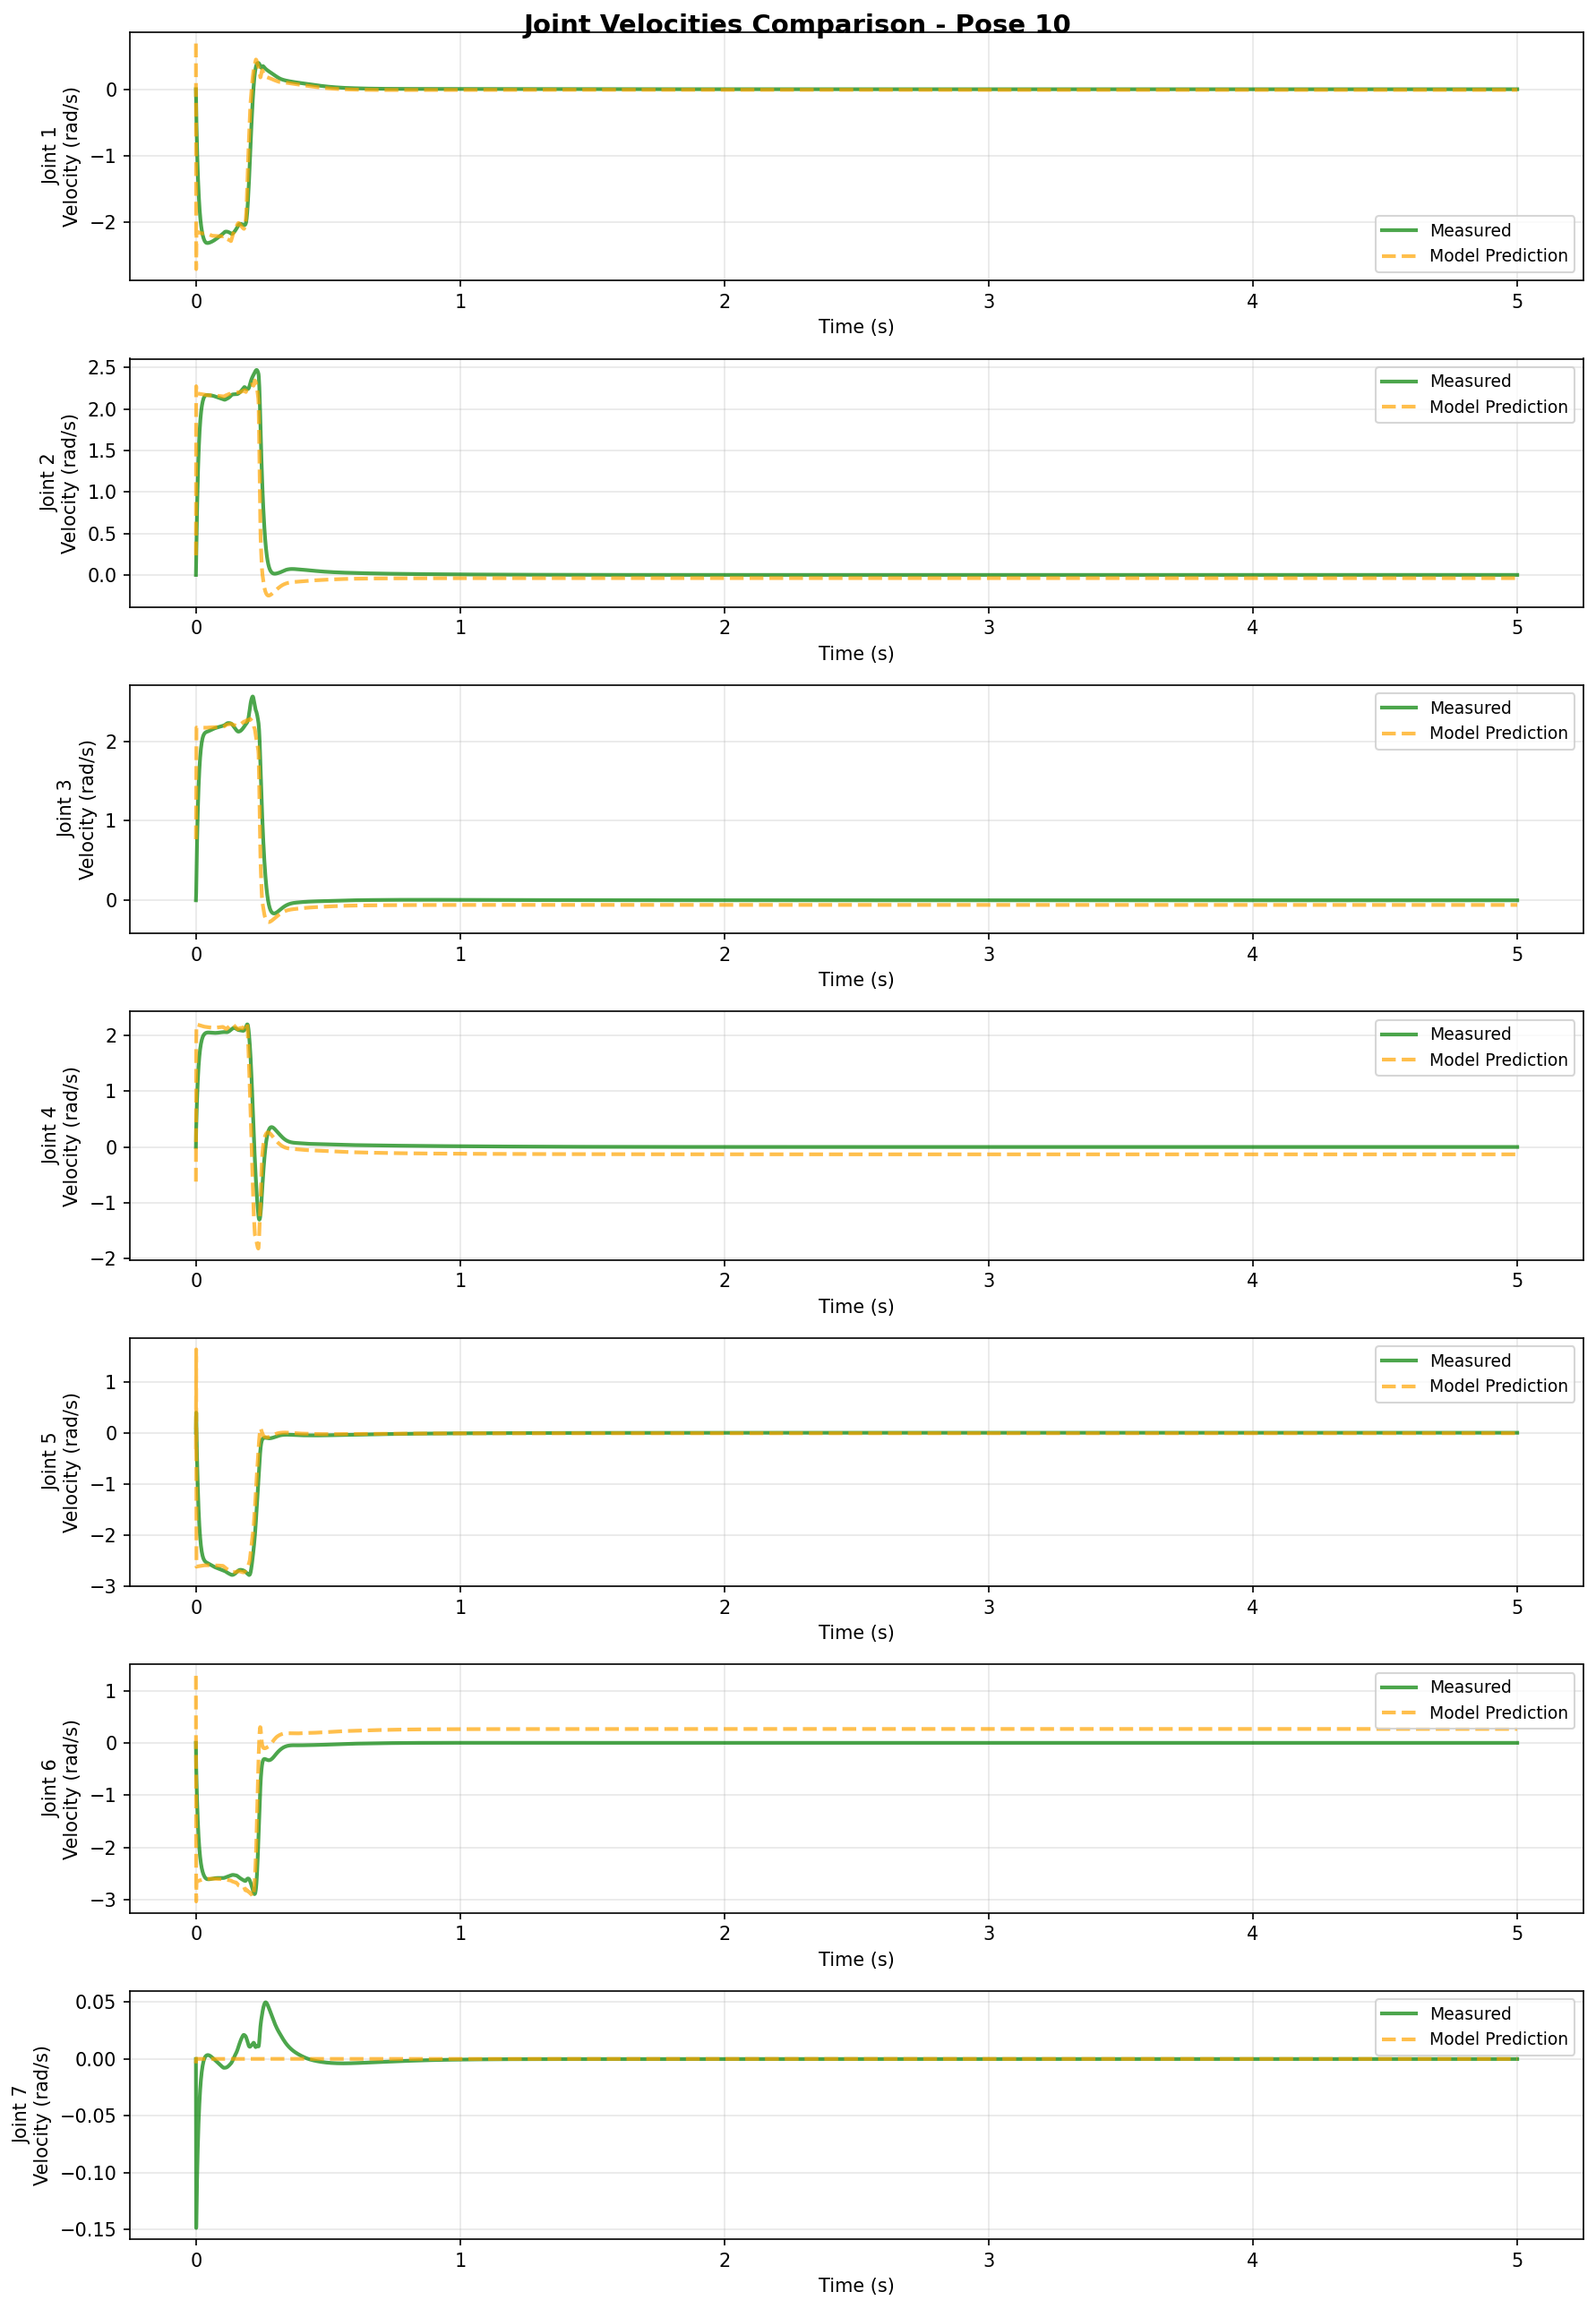 Joint Velocities Comparison - Pose 10
Joint 1
Velocity (rad/s)
0
−1
−2
Measured
Model Prediction
0 1 2 3 4 5
Time (s)
Joint 2
Velocity (rad/s)
2.5
2.0
1.5
1.0
0.5
0.0
Measured
Model Prediction
0 1 2 3 4 5
Time (s)
Joint 3
Velocity (rad/s)
2
1
0
Measured
Model Prediction
0 1 2 3 4 5
Time (s)
Joint 4
Velocity (rad/s)
2
1
0
−1
−2
Measured
Model Prediction
0 1 2 3 4 5
Time (s)
Joint 5
Velocity (rad/s)
1
0
−1
−2
−3
Measured
Model Prediction
0 1 2 3 4 5
Time (s)
Joint 6
Velocity (rad/s)
1
0
−1
−2
−3
Measured
Model Prediction
0 1 2 3 4 5
Time (s)
Joint 7
Velocity (rad/s)
0.05
0.00
−0.05
−0.10
−0.15
Measured
Model Prediction
0 1 2 3 4 5
Time (s)